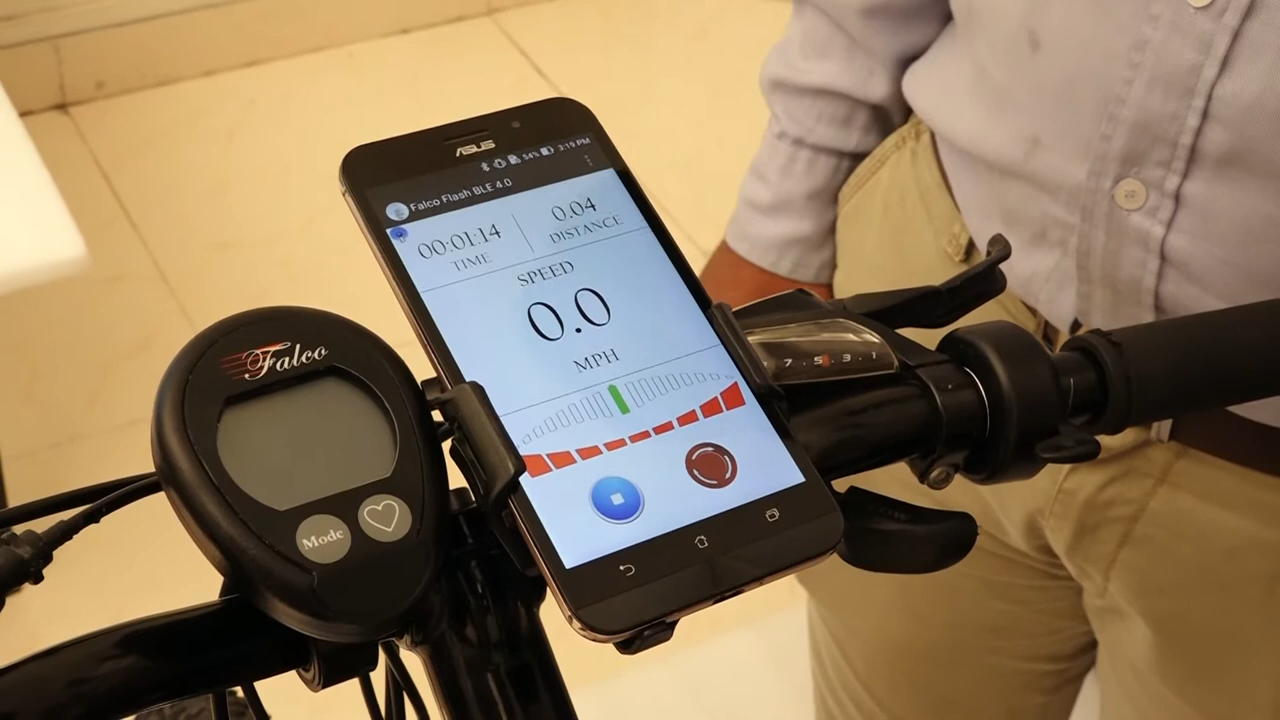 ASUS
54% 3:19 PM
Falco Flash BLE 4.0
00:01:14
TIME
0.04
DISTANCE
SPEED
0.0
MPH
Falco
Mode
7 . 5 . 3 . 1